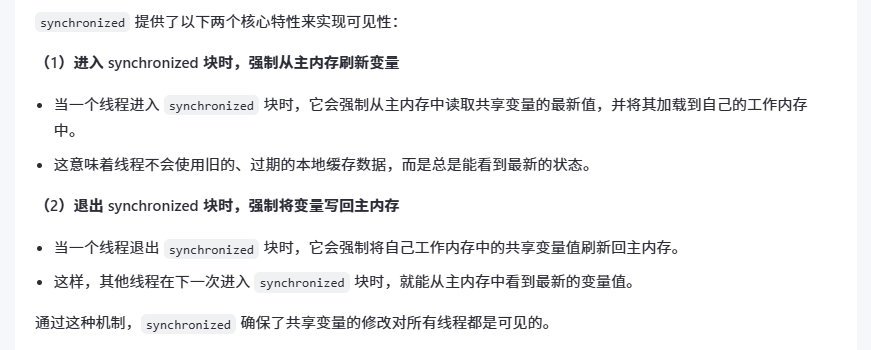 synchronized 提供了以下两个核心特性来实现可见性：
（1）进入 synchronized 块时，强制从主内存刷新变量
• 当一个线程进入 synchronized 块时，它会强制从主内存中读取共享变量的最新值，并将其加载到自己的工作内存
中。
• 这意味着线程不会使用旧的、过期的本地缓存数据，而是总是能看到最新的状态。
（2）退出 synchronized 块时，强制将变量写回主内存
• 当一个线程退出 synchronized 块时，它会强制将自己工作内存中的共享变量值刷新回主内存。
• 这样，其他线程在下一次进入 synchronized 块时，就能从主内存中看到最新的变量值。
通过这种机制，synchronized 确保了共享变量的修改对所有线程都是可见的。